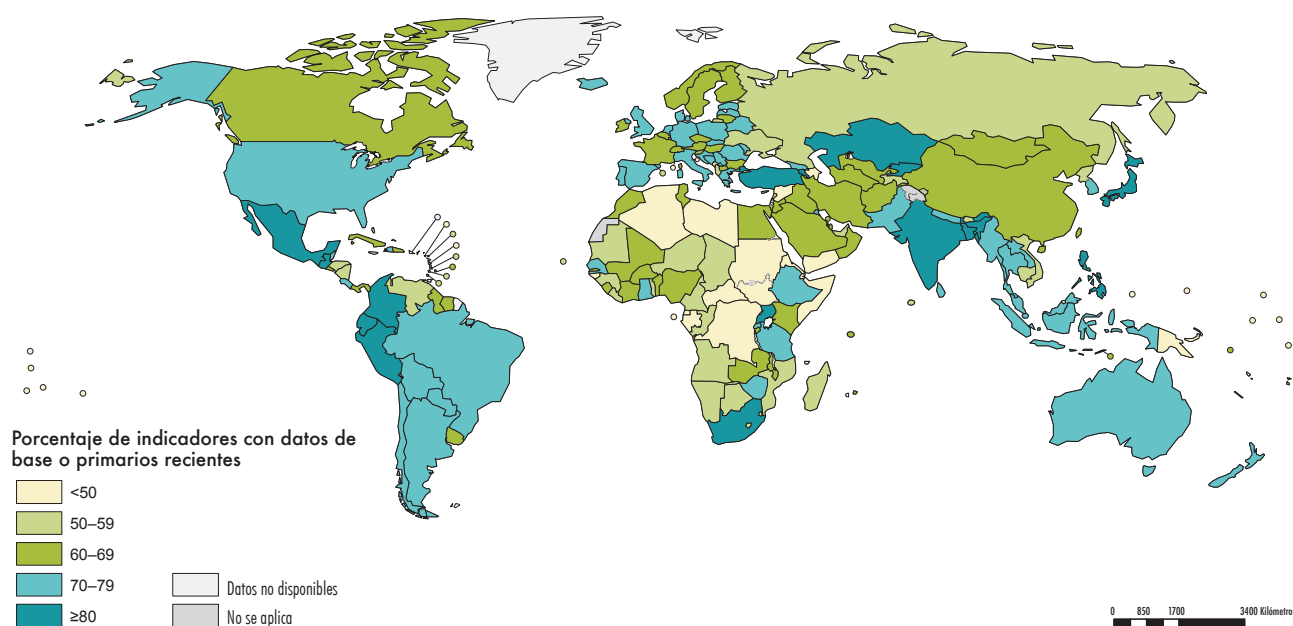 Porcentaje de indicadores con datos de
base o primarios recientes
<50
50–59
60–69
70–79
≥80
Datos no disponibles
No se aplica
0 850 1700 3400 Kilómetro